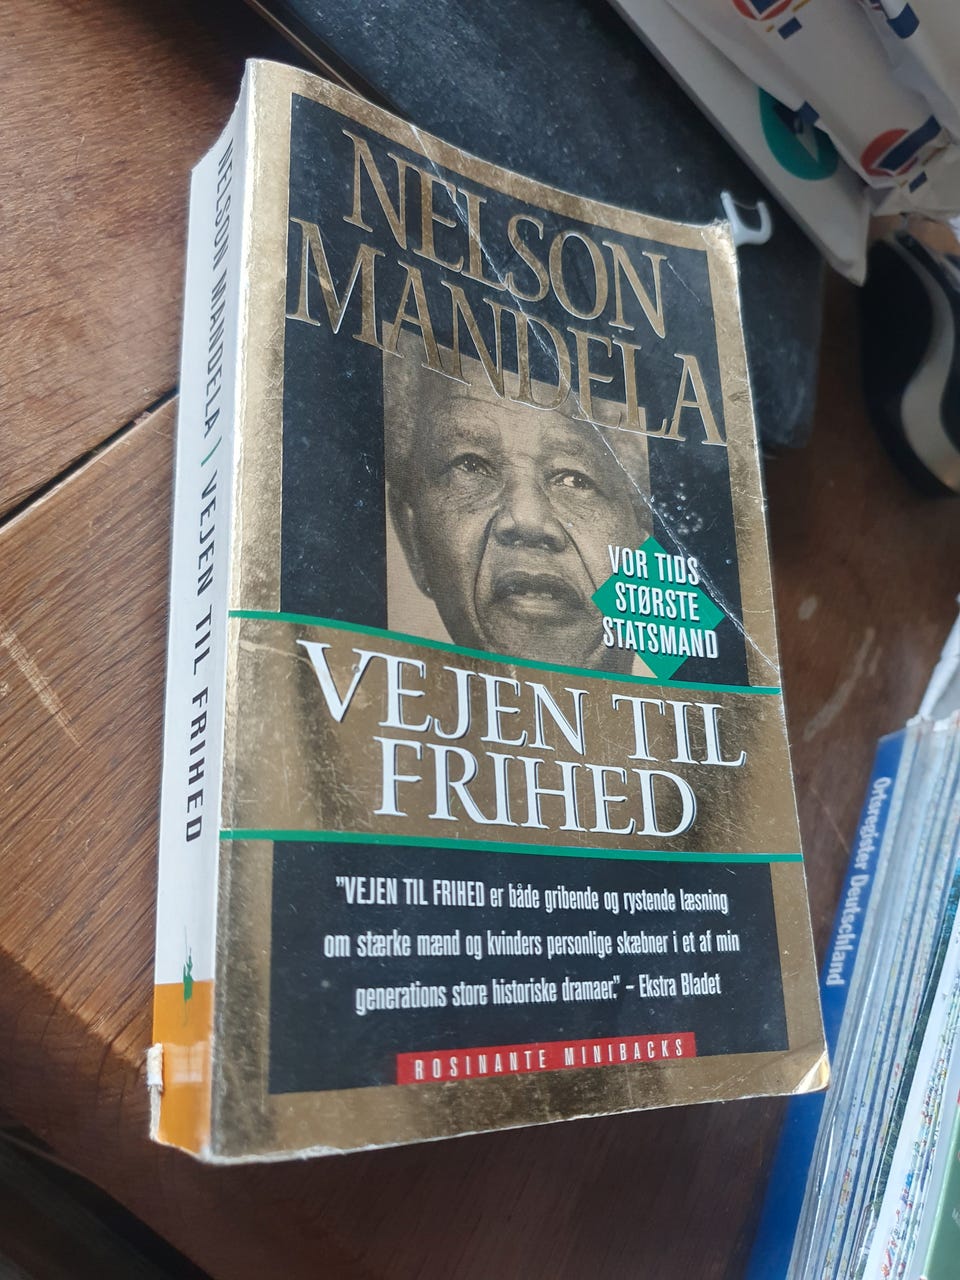 NELSON MANDELA | VEJEN TIL FRIHED
NELSON
MANDELA
VOR TIDS
STØRSTE
STATSMAND
VEJEN TIL
FRIHED
”VEJEN TIL FRIHED er både gribende og rystende læsning
om stærke mænd og kvinders personlige skæbner i et af min
generations store historiske dramaer.” – Ekstra Bladet
ROSINANTE MINIBACKS
Ortsregister Deutschland